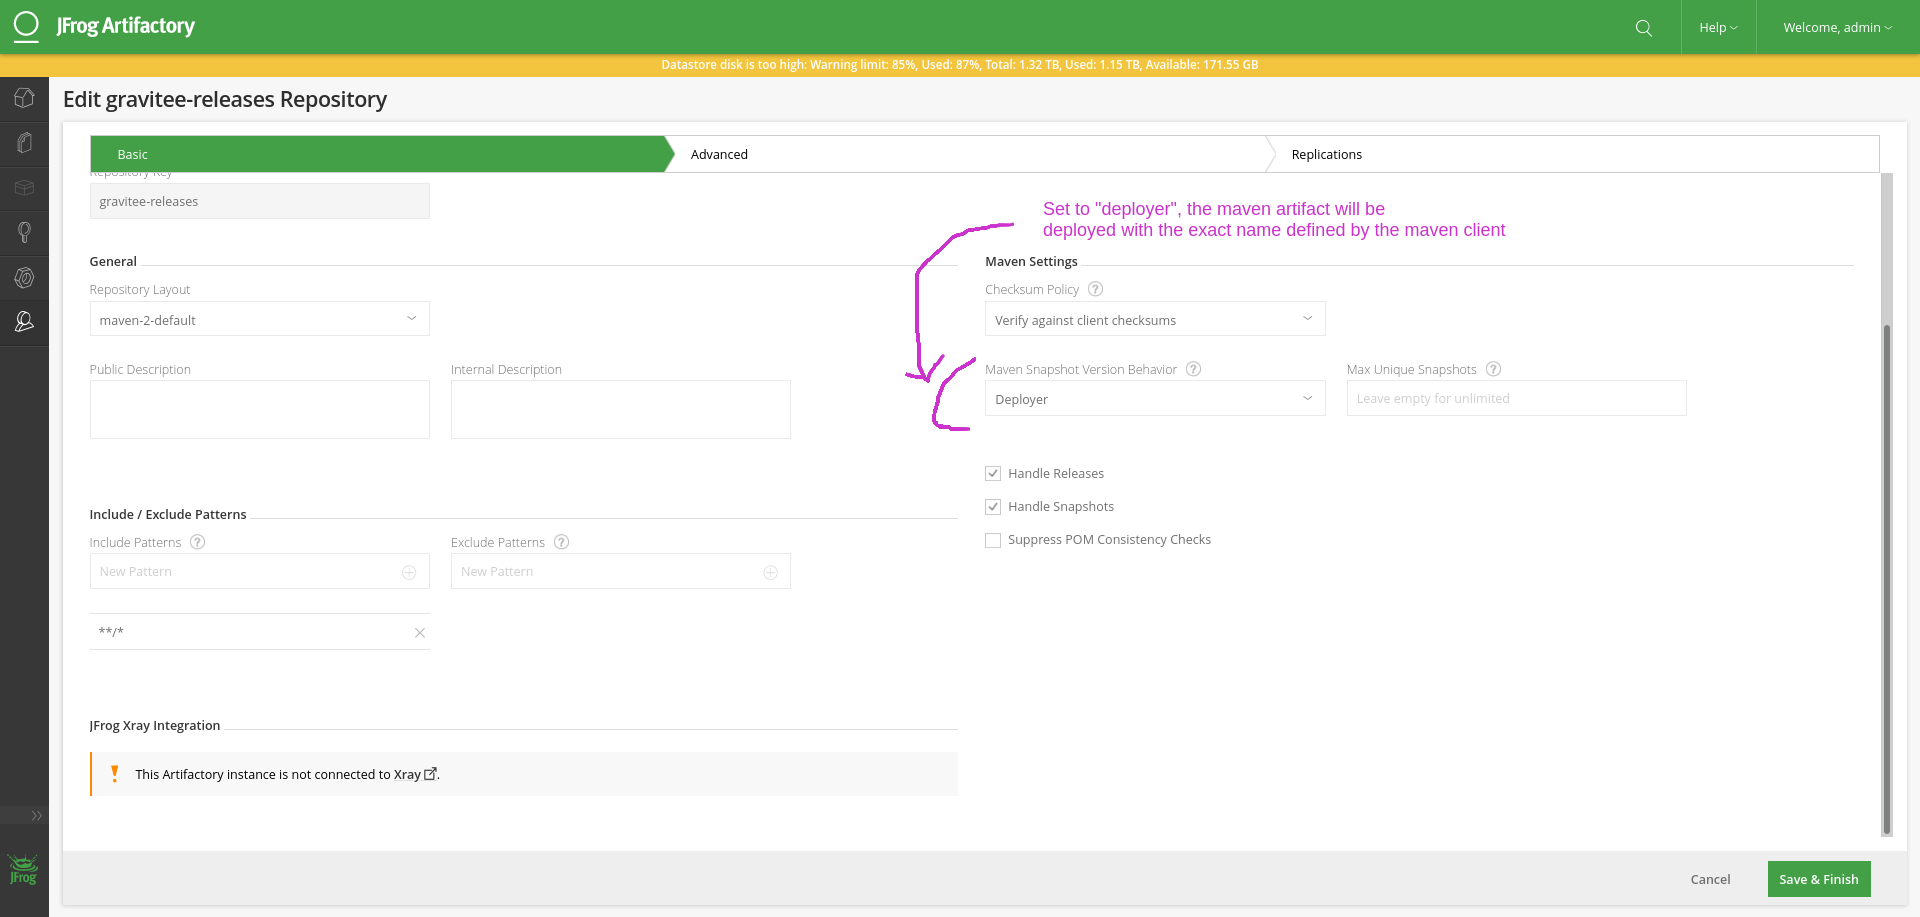 JFrog Artifactory
Help
Welcome, admin
Datastore disk is too high: Warning limit: 85%, Used: 87%, Total: 1.32 TB, Used: 1.15 TB, Available: 171.55 GB
Edit gravitee-releases Repository
Basic
Advanced
Replications
Repository Key
gravitee-releases
Set to "deployer", the maven artifact will be
deployed with the exact name defined by the maven client
General
Maven Settings
Repository Layout
Checksum Policy ?
maven-2-default
Verify against client checksums
Public Description
Internal Description
Maven Snapshot Version Behavior ?
Max Unique Snapshots ?
Deployer
Leave empty for unlimited
Handle Releases
Handle Snapshots
Include / Exclude Patterns
Suppress POM Consistency Checks
Include Patterns ?
Exclude Patterns ?
New Pattern
New Pattern
**/*
JFrog Xray Integration
This Artifactory instance is not connected to Xray.
JFrog
Cancel
Save & Finish